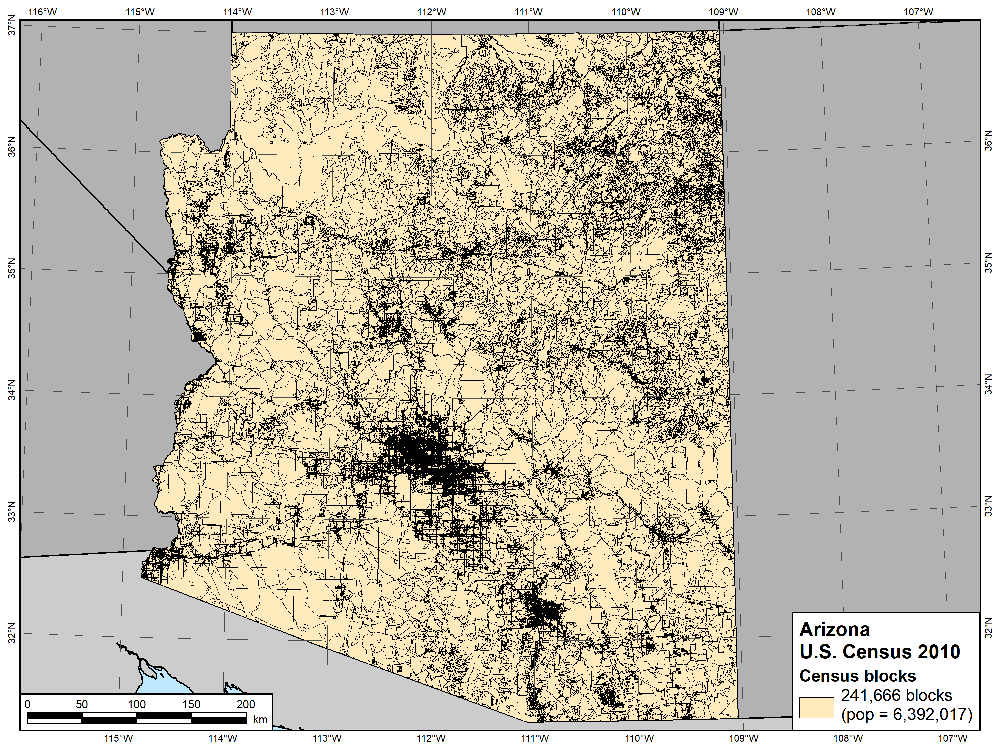 116°W 115°W 114°W 113°W 112°W 111°W 110°W 109°W 108°W 107°W
37°N
36°N 36°N
35°N 35°N
34°N 34°N
33°N 33°N
32°N 32°N
Arizona
U.S. Census 2010
Census blocks
241,666 blocks
(pop = 6,392,017)
0 50 100 150 200
km
115°W 114°W 113°W 112°W 111°W 110°W 109°W 108°W 107°W